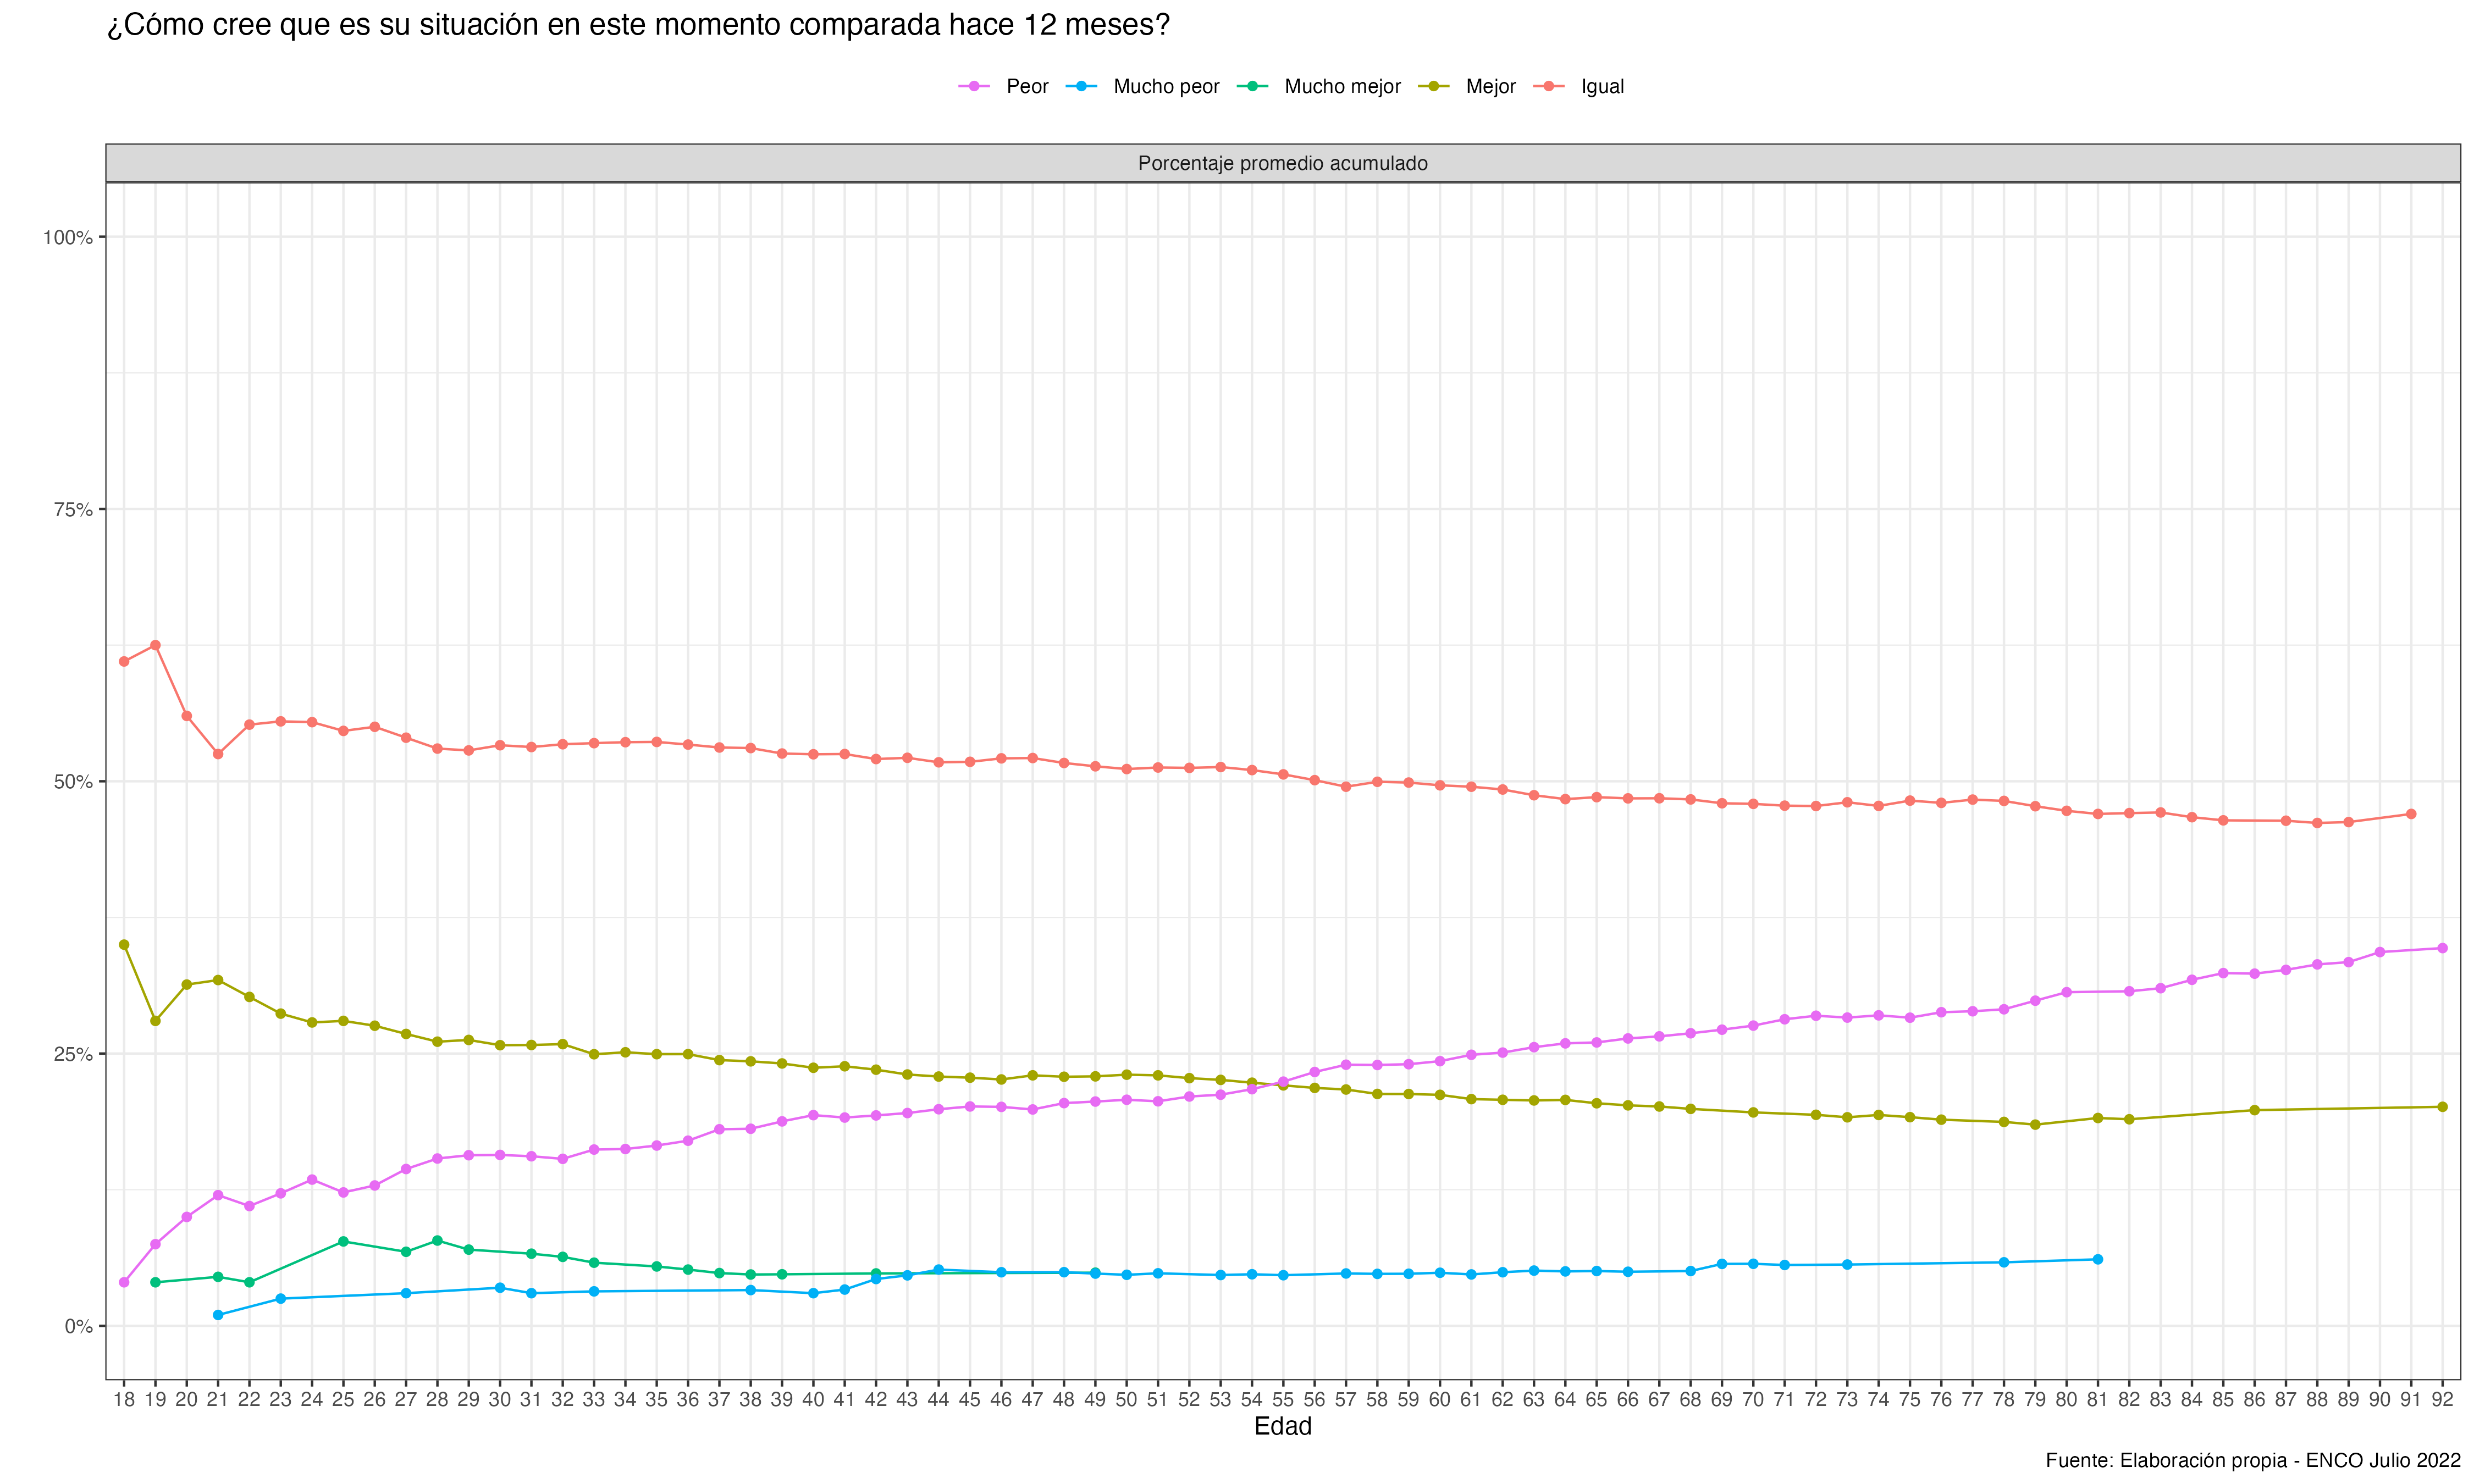 ¿Cómo cree que es su situación en este momento comparada hace 12 meses?
Peor Mucho peor Mucho mejor Mejor Igual
Porcentaje promedio acumulado
100%
75%
50%
25%
0%
18 19 20 21 22 23 24 25 26 27 28 29 30 31 32 33 34 35 36 37 38 39 40 41 42 43 44 45 46 47 48 49 50 51 52 53 54 55 56 57 58 59 60 61 62 63 64 65 66 67 68 69 70 71 72 73 74 75 76 77 78 79 80 81 82 83 84 85 86 87 88 89 90 91 92
Edad
Fuente: Elaboración propia - ENCO Julio 2022